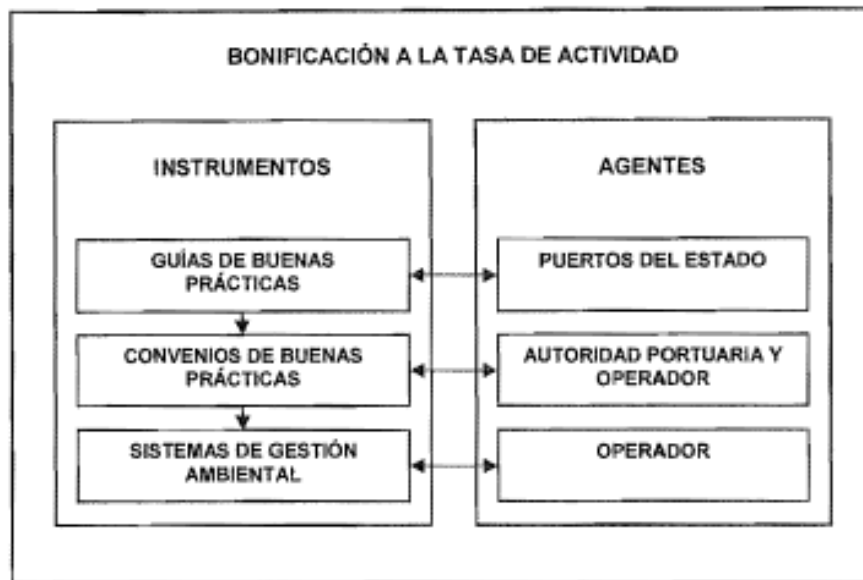 BONIFICACIÓN A LA TASA DE ACTIVIDAD
INSTRUMENTOS
AGENTES
GUÍAS DE BUENAS
PRÁCTICAS
PUERTOS DEL ESTADO
CONVENIOS DE BUENAS
PRÁCTICAS
AUTORIDAD PORTUARIA Y
OPERADOR
SISTEMAS DE GESTIÓN
AMBIENTAL
OPERADOR